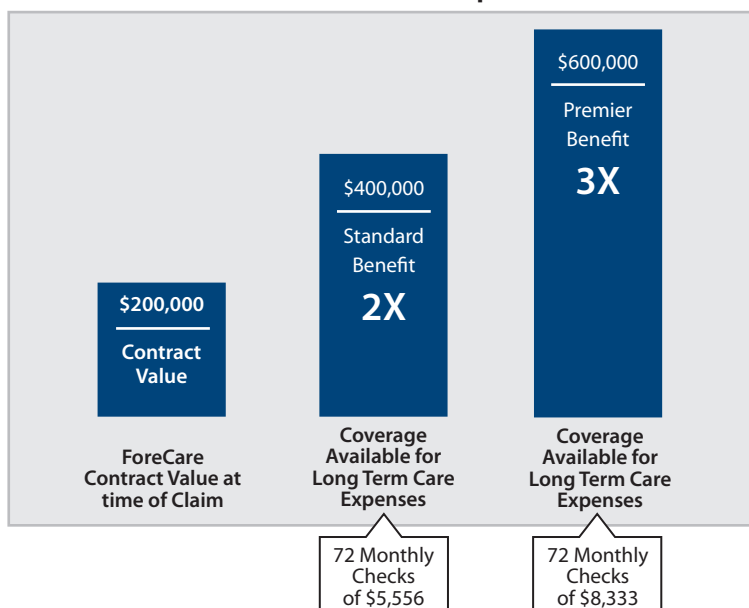 $200,000
Contract
Value
ForeCare
Contract Value at
time of Claim
$400,000
Standard
Benefit
2X
Coverage
Available for
Long Term Care
Expenses
72 Monthly
Checks
of $5,556
$600,000
Premier
Benefit
3X
Coverage
Available for
Long Term Care
Expenses
72 Monthly
Checks
of $8,333